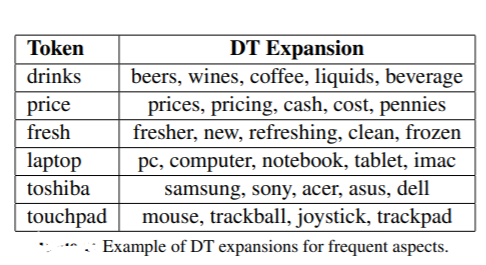 Token DT Expansion
drinks beers, wines, coffee, liquids, beverage
price prices, pricing, cash, cost, pennies
fresh fresher, new, refreshing, clean, frozen
laptop pc, computer, notebook, tablet, imac
toshiba samsung, sony, acer, asus, dell
touchpad mouse, trackball, joystick, trackpad
Example of DT expansions for frequent aspects.